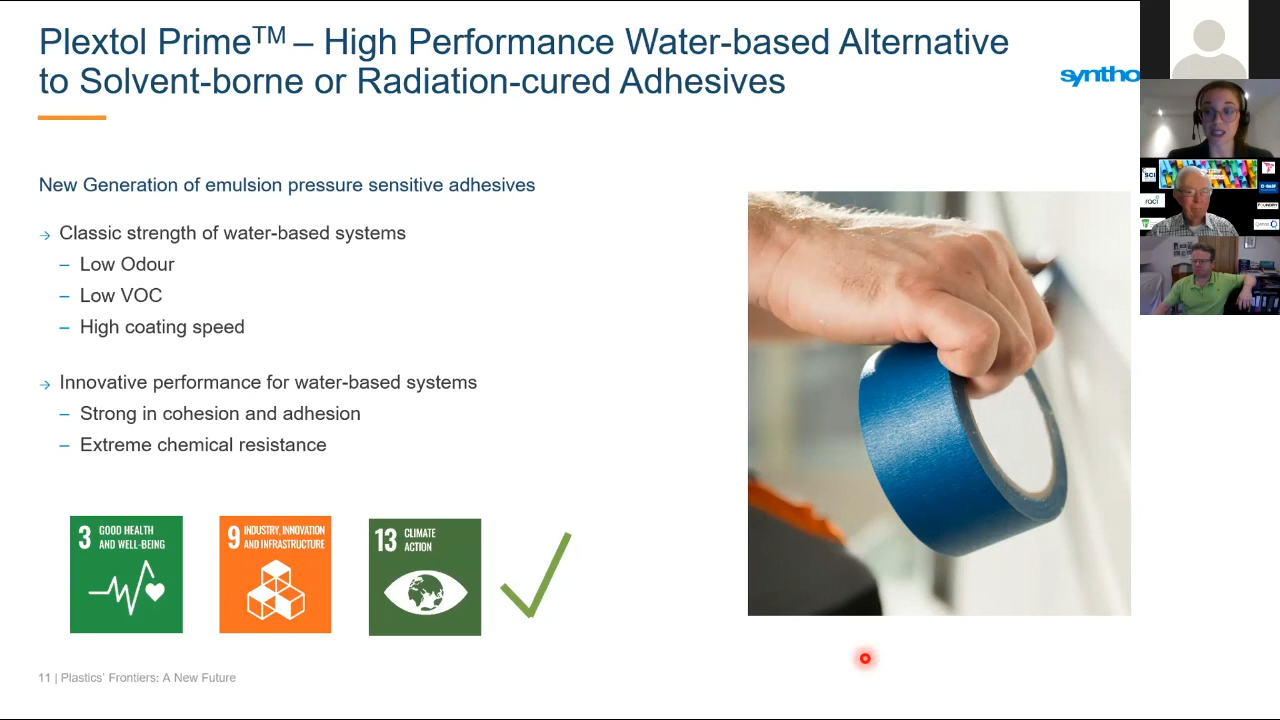 Plextol Prime™ – High Performance Water-based Alternative
to Solvent-borne or Radiation-cured Adhesives
syntho
New Generation of emulsion pressure sensitive adhesives
→ Classic strength of water-based systems
– Low Odour
– Low VOC
– High coating speed
→ Innovative performance for water-based systems
– Strong in cohesion and adhesion
– Extreme chemical resistance
3 GOOD HEALTH
AND WELL-BEING
9 INDUSTRY, INNOVATION
AND INFRASTRUCTURE
13 CLIMATE
ACTION
11 | Plastics’ Frontiers: A New Future
SCI
raci
BASF